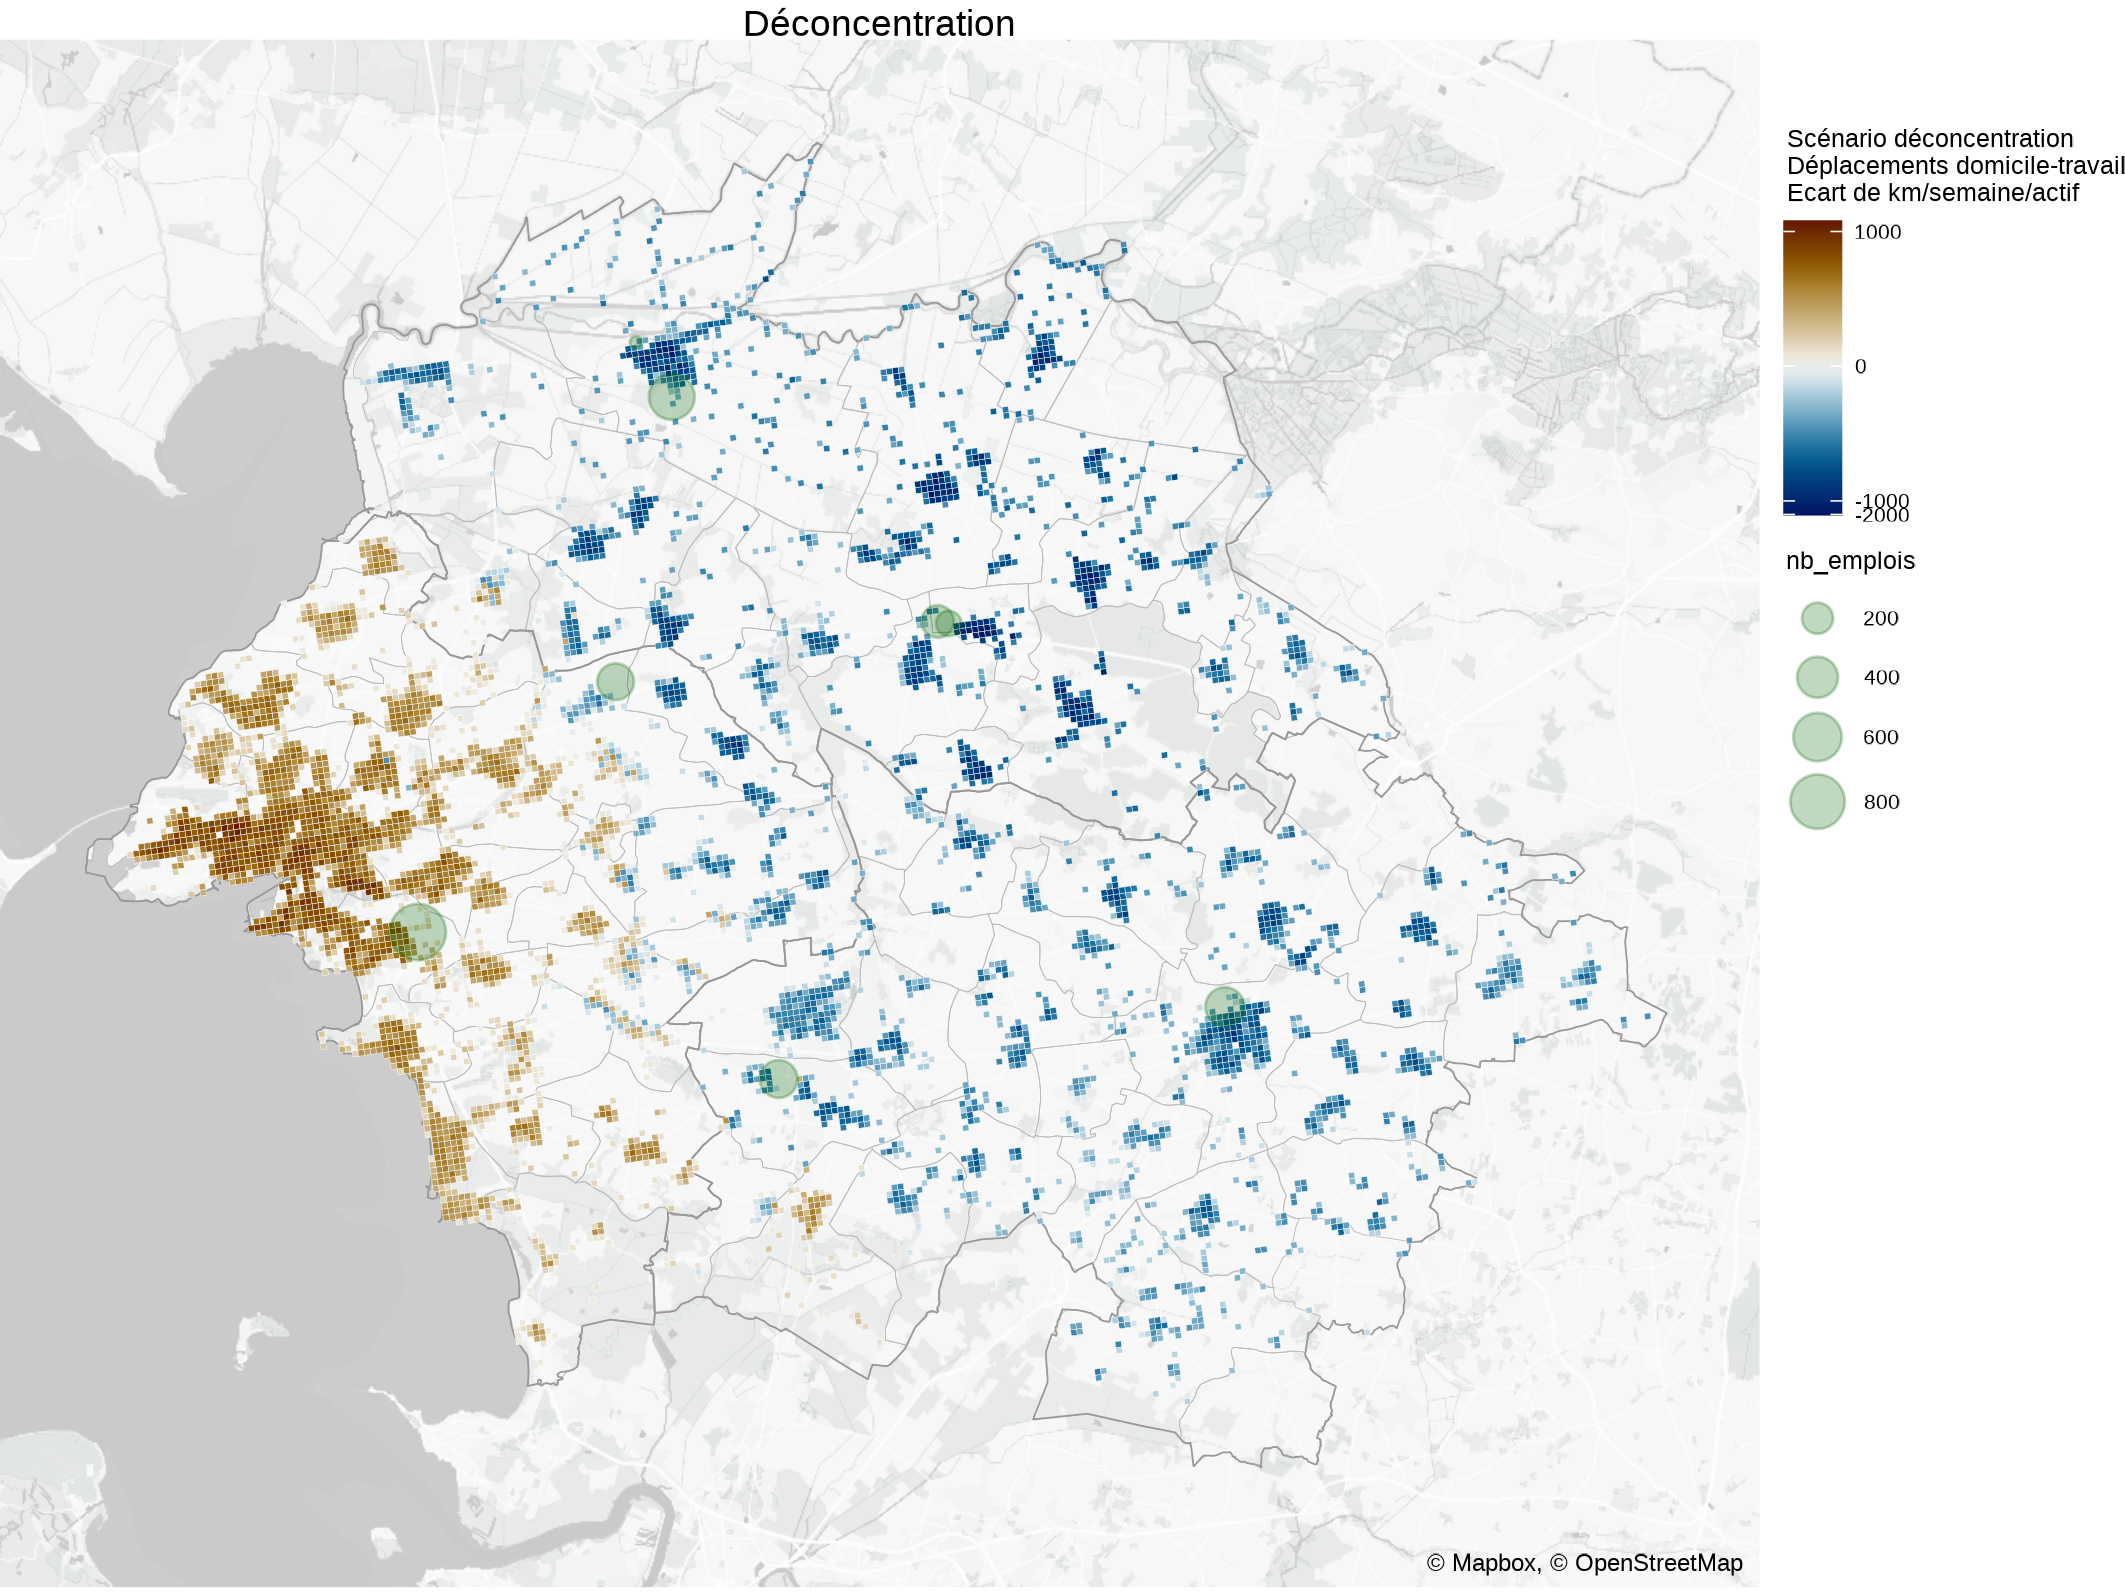 Déconcentration
Scénario déconcentration
Déplacements domicile-travail
Ecart de km/semaine/actif
1000
0
-1000
-2000
nb_emplois
200
400
600
800
© Mapbox, © OpenStreetMap